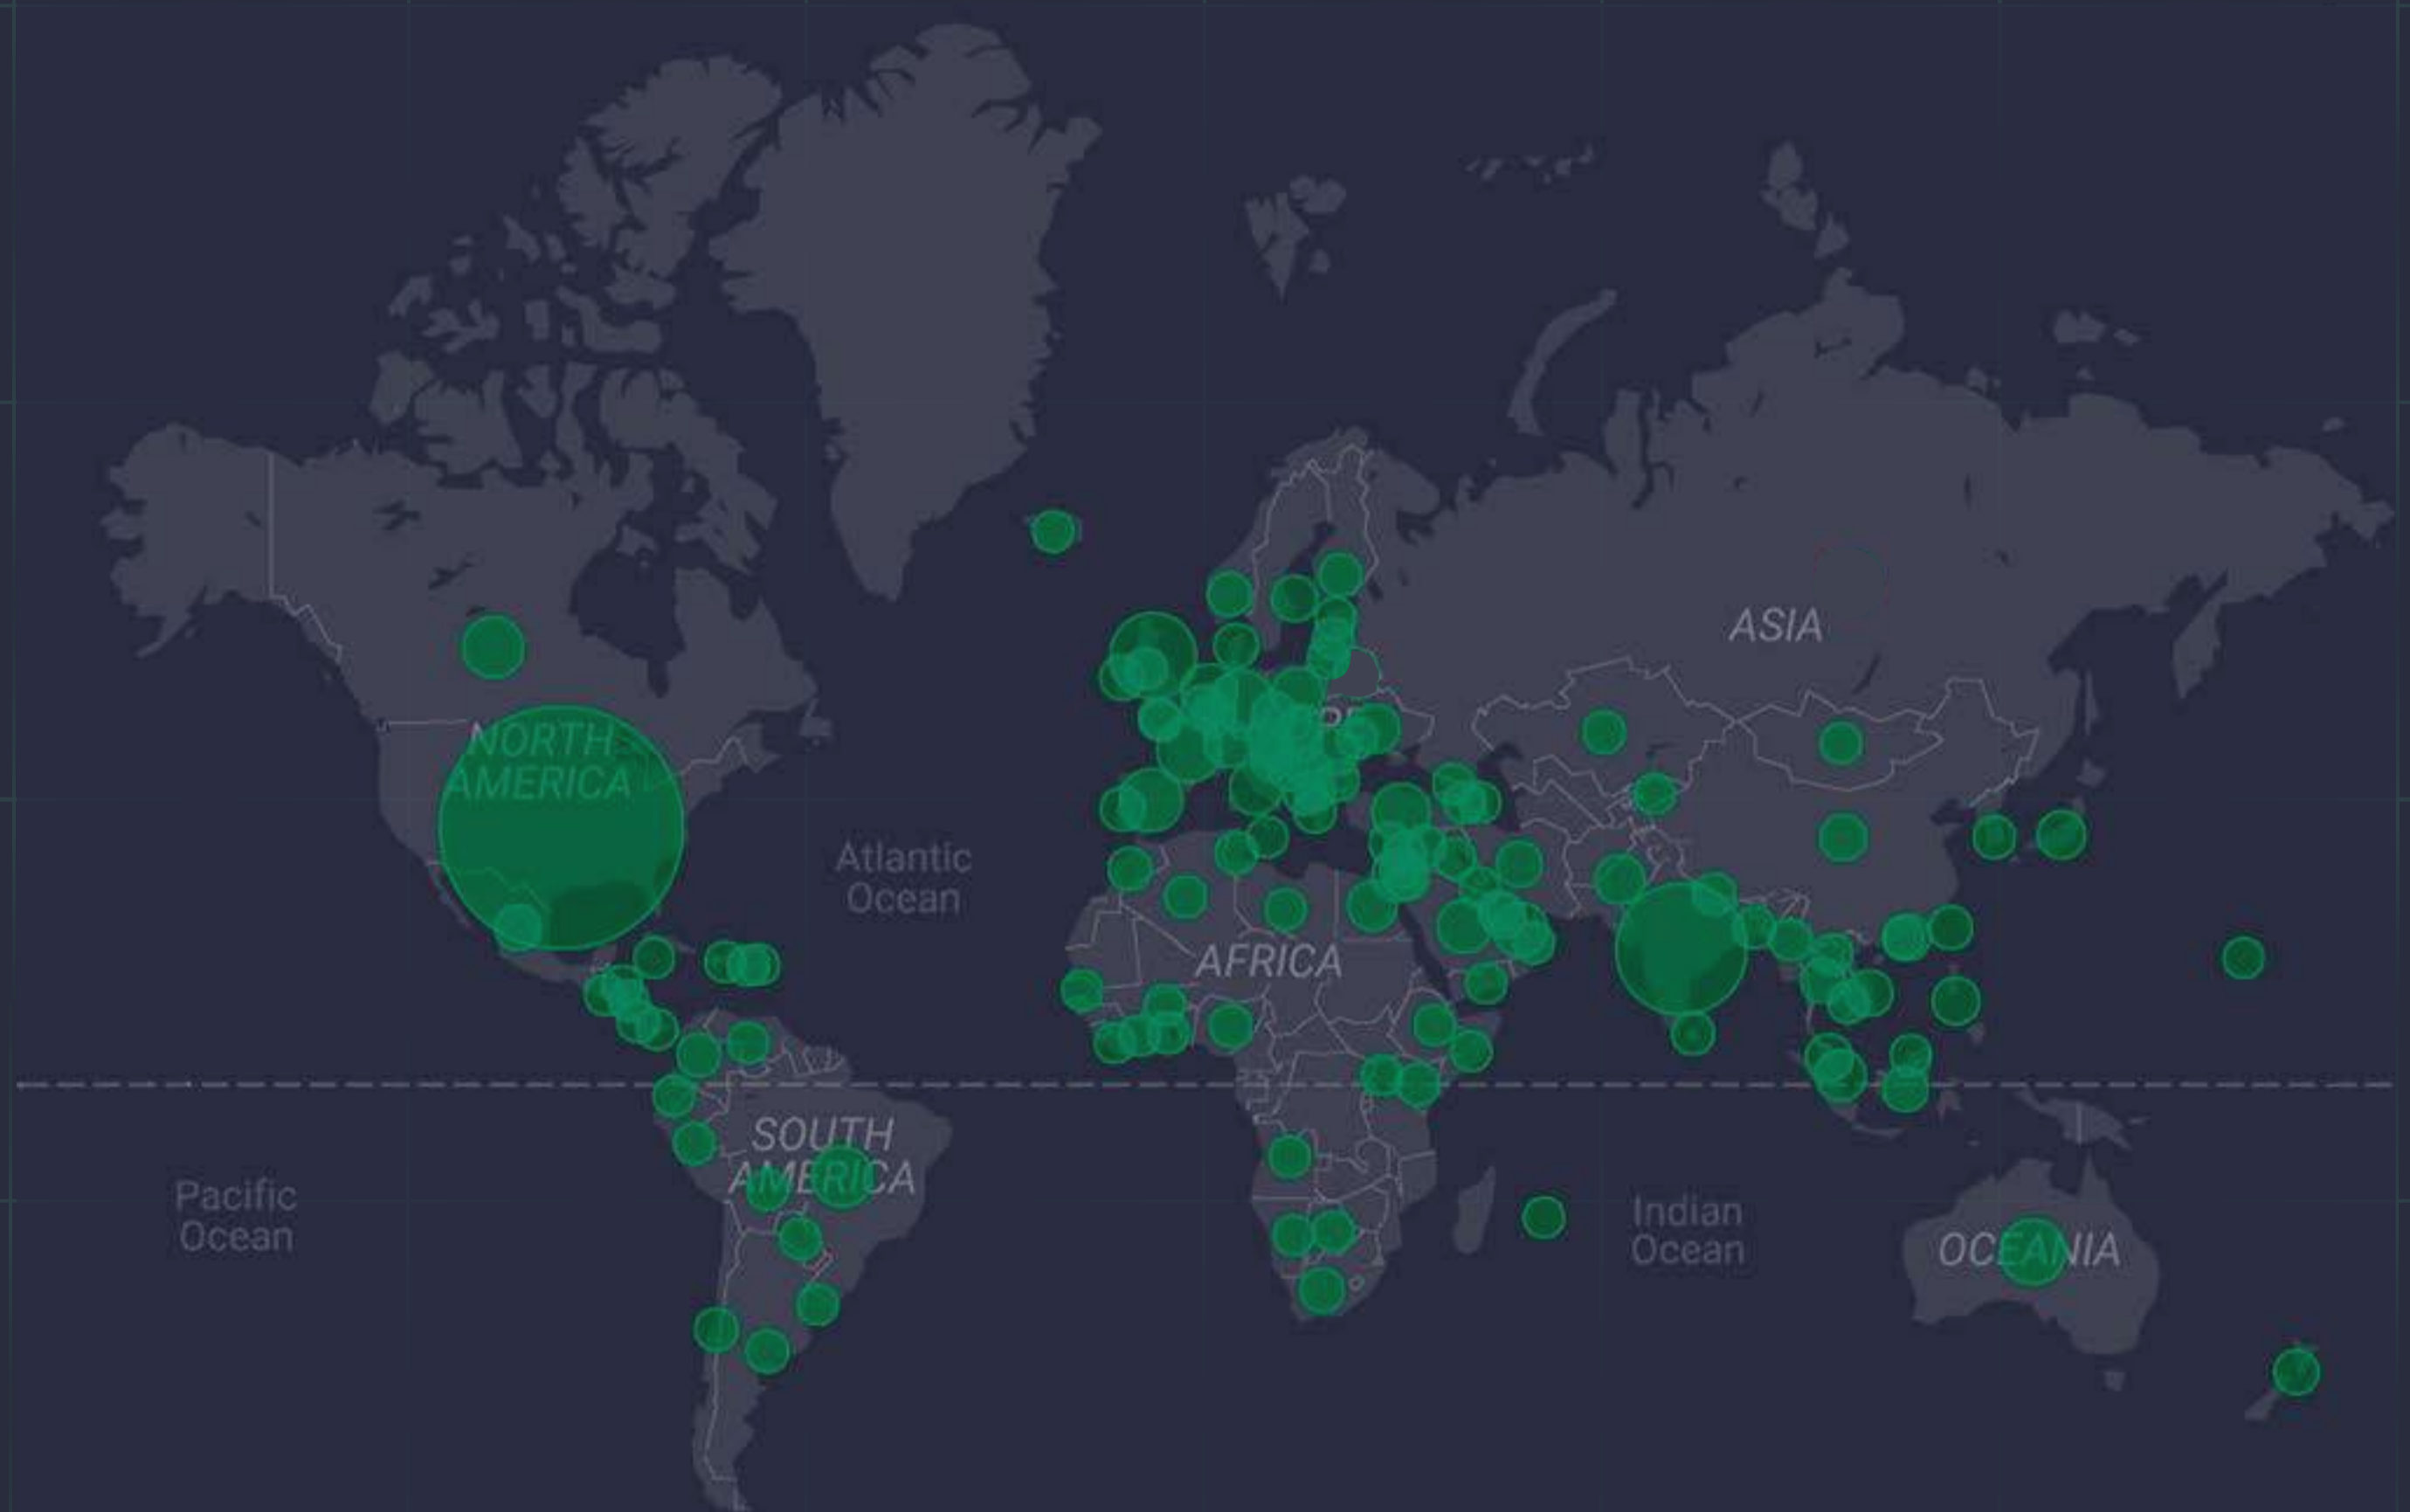 ASIA
NORTH
AMERICA
Atlantic
Ocean
AFRICA
SOUTH
AMERICA
Pacific
Ocean
Indian
Ocean
OCEANIA